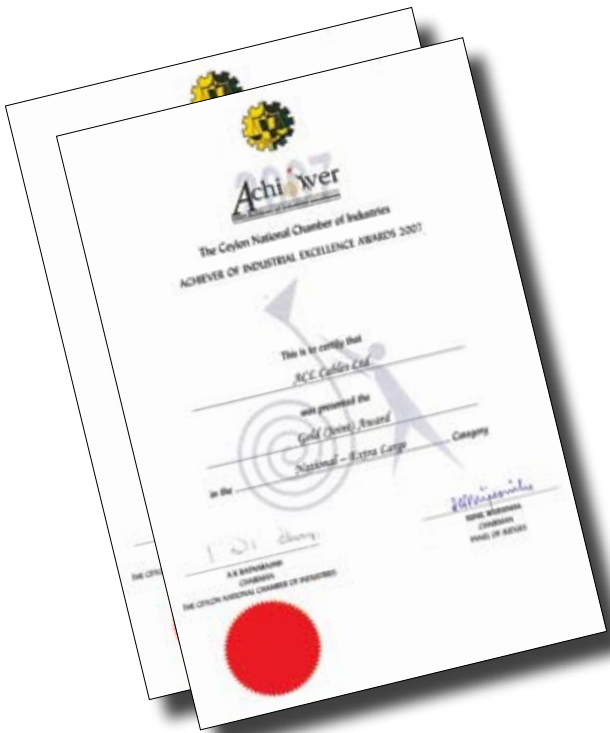 2007
Achiever
The Ceylon National Chamber of Industries
ACHIEVER OF INDUSTRIAL EXCELLENCE AWARDS 2007
This is to certify that
ACL Cables Ltd
was presented the
Gold (Joint) Award
in the National – Extra Large Category
CHAIRMAN
PANEL OF JUDGES
CHAIRMAN
THE CEYLON NATIONAL CHAMBER OF INDUSTRIES